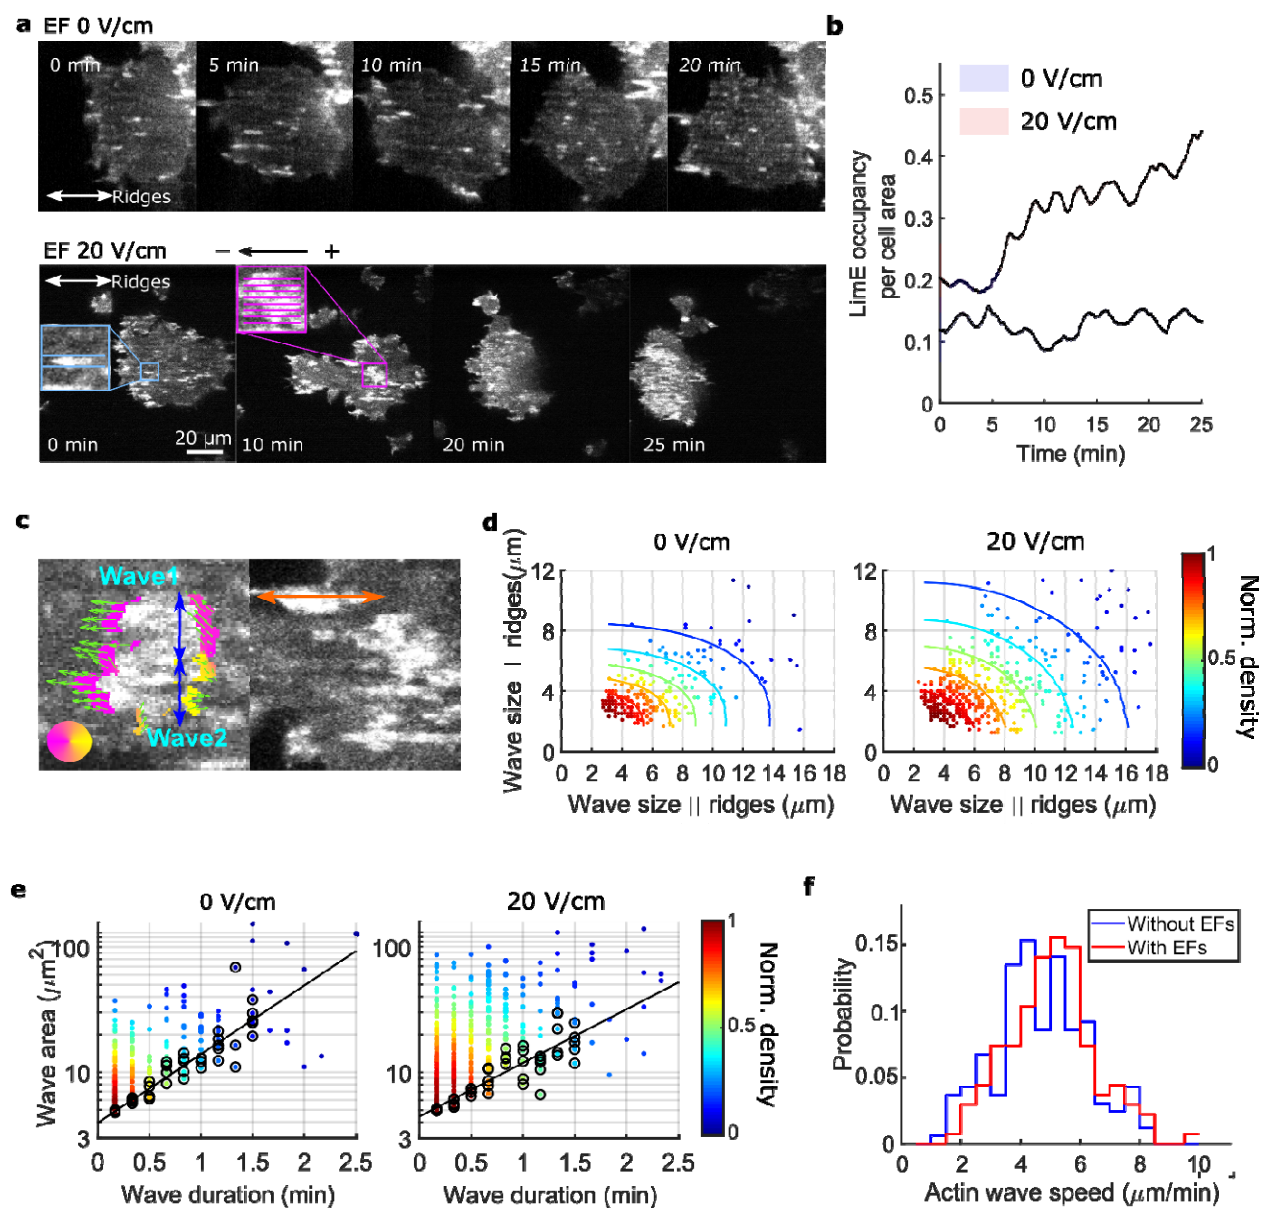 a EF 0 V/cm
0 min 5 min 10 min 15 min 20 min
Ridges
EF 20 V/cm − +
Ridges
0 min 20 µm 10 min 20 min 25 min
b
0 V/cm
20 V/cm
LimE occupancy
per cell area
0.5
0.4
0.3
0.2
0.1
0
0 5 10 15 20 25
Time (min)
c
Wave1
Wave2
d
0 V/cm 20 V/cm
Wave size | ridges(µm)
12
8
4
0
0 2 4 6 8 10 12 14 16 18
Wave size || ridges (µm)
12
8
4
0
0 2 4 6 8 10 12 14 16 18
Wave size || ridges (µm)
1
0.5
0
Norm. density
e
0 V/cm 20 V/cm
Wave area (µm²)
100
10
3
0 0.5 1 1.5 2 2.5
Wave duration (min)
100
10
3
0 0.5 1 1.5 2 2.5
Wave duration (min)
1
0.5
0
Norm. density
f
Without EFs
With EFs
Probability
0.15
0.10
0.05
0
0 2 4 6 8 10
Actin wave speed (µm/min)